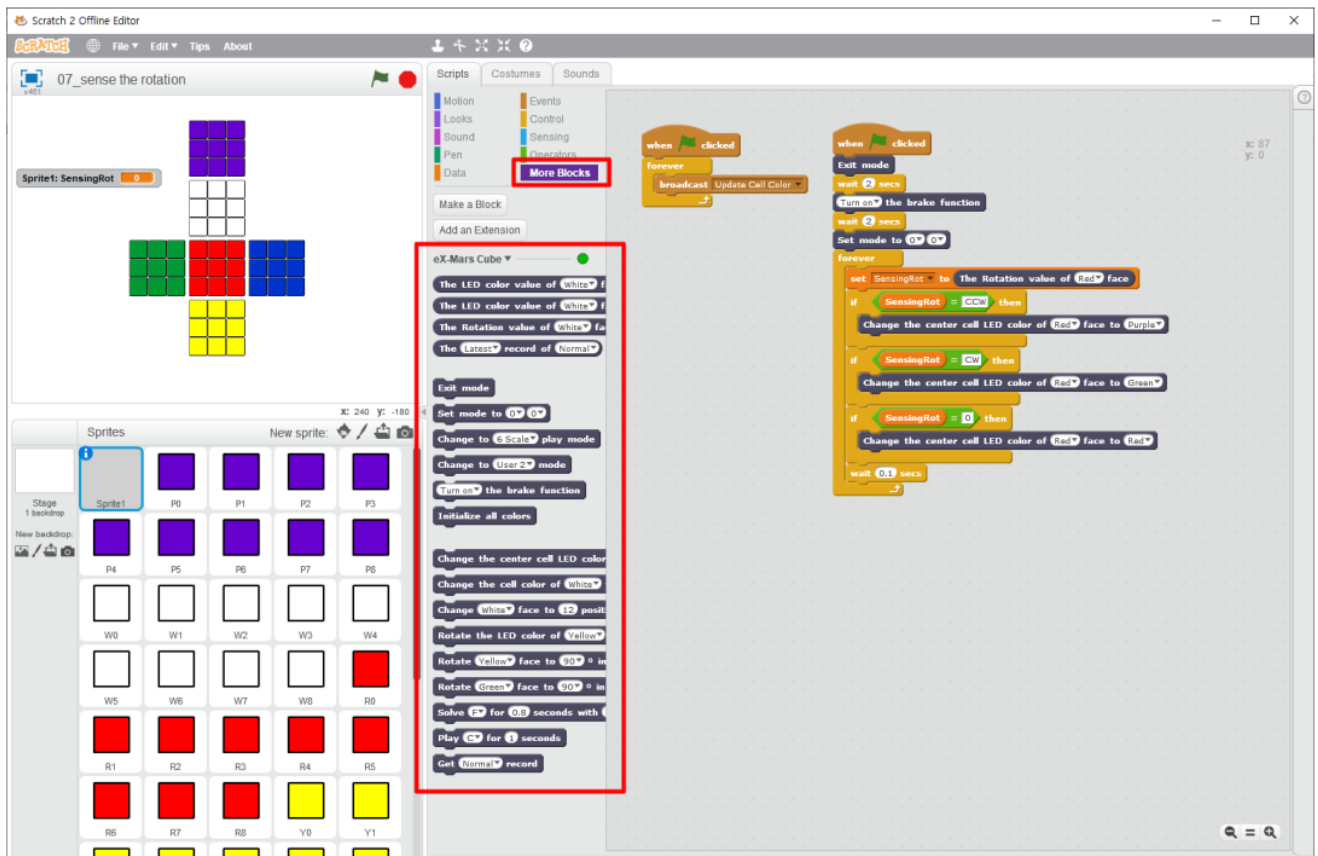 Scratch 2 Offline Editor
SCRATCH File Edit Tips About
07_sense the rotation
v461
Sprite1: SensingRot 0
X: 240 y: -180
Sprites New sprite:
Stage
1 backdrop
New backdrop:
Sprite1 P0 P1 P2 P3
P4 P5 P6 P7 P8
W0 W1 W2 W3 W4
W5 W6 W7 W8 R0
R1 R2 R3 R4 R5
R6 R7 R8 Y0 Y1
Scripts Costumes Sounds
Motion Events
Looks Control
Sound Sensing
Pen Operators
Data More Blocks
Make a Block
Add an Extension
eX-Mars Cube
The LED color value of White f
The LED color value of White f
The Rotation value of White fa
The Latest record of Normal
Exit mode
Set mode to 0 0
Change to 6 Scale play mode
Change to User 2 mode
Turn on the brake function
Initialize all colors
Change the center cell LED color
Change the cell color of White
Change White face to 12 posit
Rotate the LED color of Yellow
Rotate Yellow face to 90 ° in
Rotate Green face to 90 ° in
Solve F for 0.8 seconds with
Play C for 1 seconds
Get Normal record
when clicked
forever
broadcast Update Cell Color
when clicked
Exit mode
wait 2 secs
Turn on the brake function
wait 2 secs
Set mode to 0 0
forever
set SensingRot to The Rotation value of Red face
if SensingRot = CCW then
Change the center cell LED color of Red face to Purple
if SensingRot = CW then
Change the center cell LED color of Red face to Green
if SensingRot = 0 then
Change the center cell LED color of Red face to Red
wait 0.1 secs
x: 87
y: 0